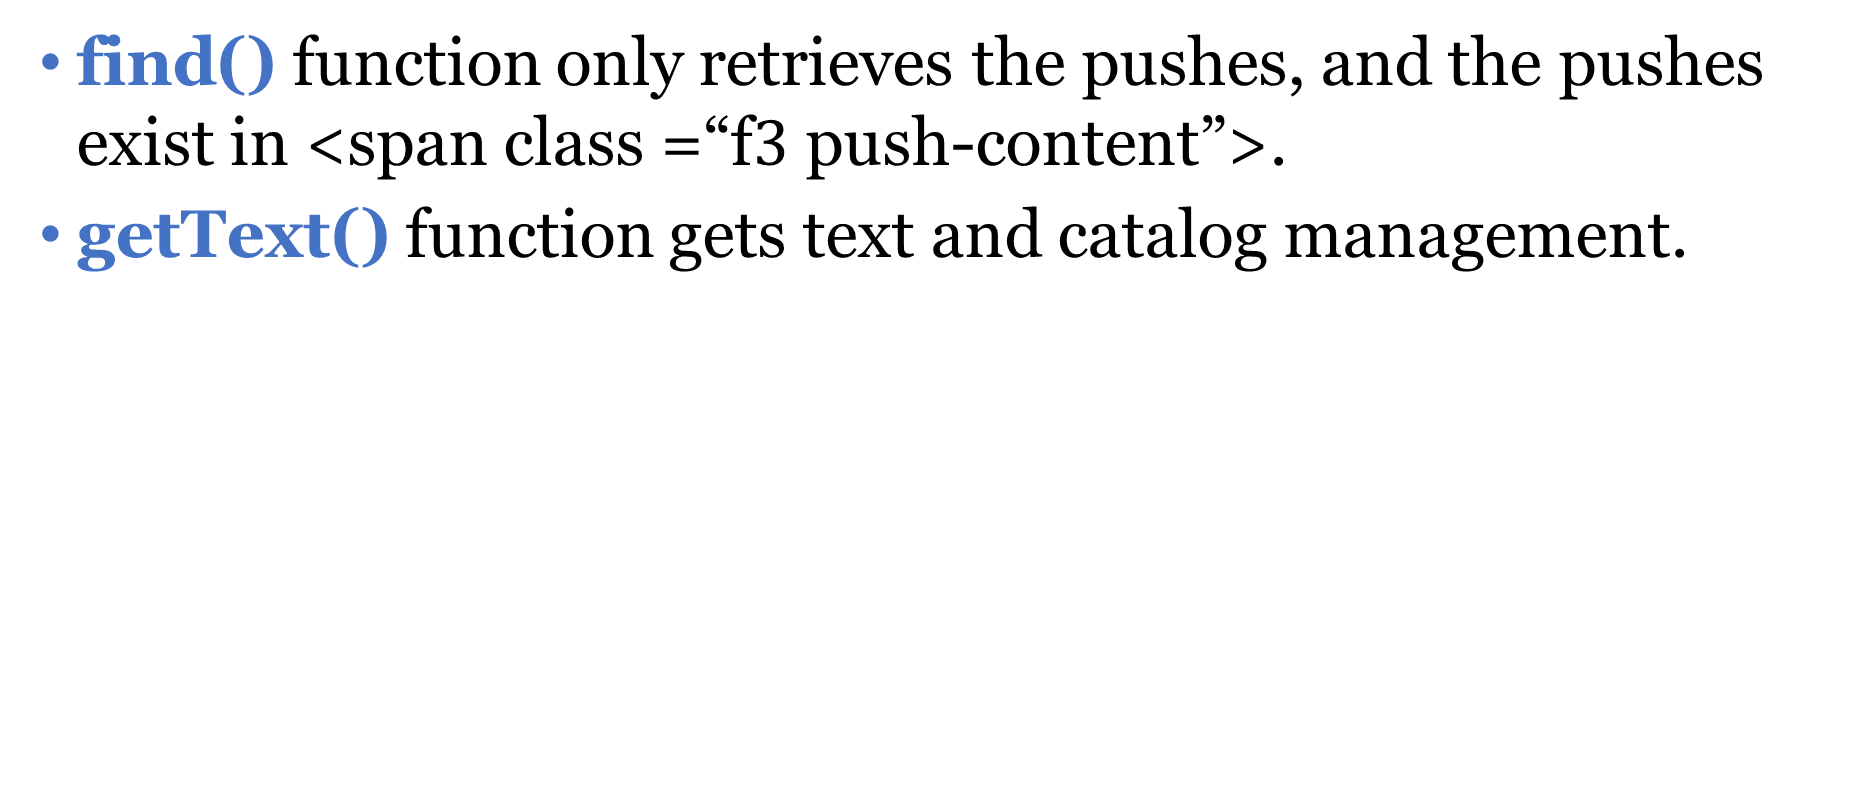 • find() function only retrieves the pushes, and the pushes
exist in <span class =“f3 push-content”>.
• getText() function gets text and catalog management.